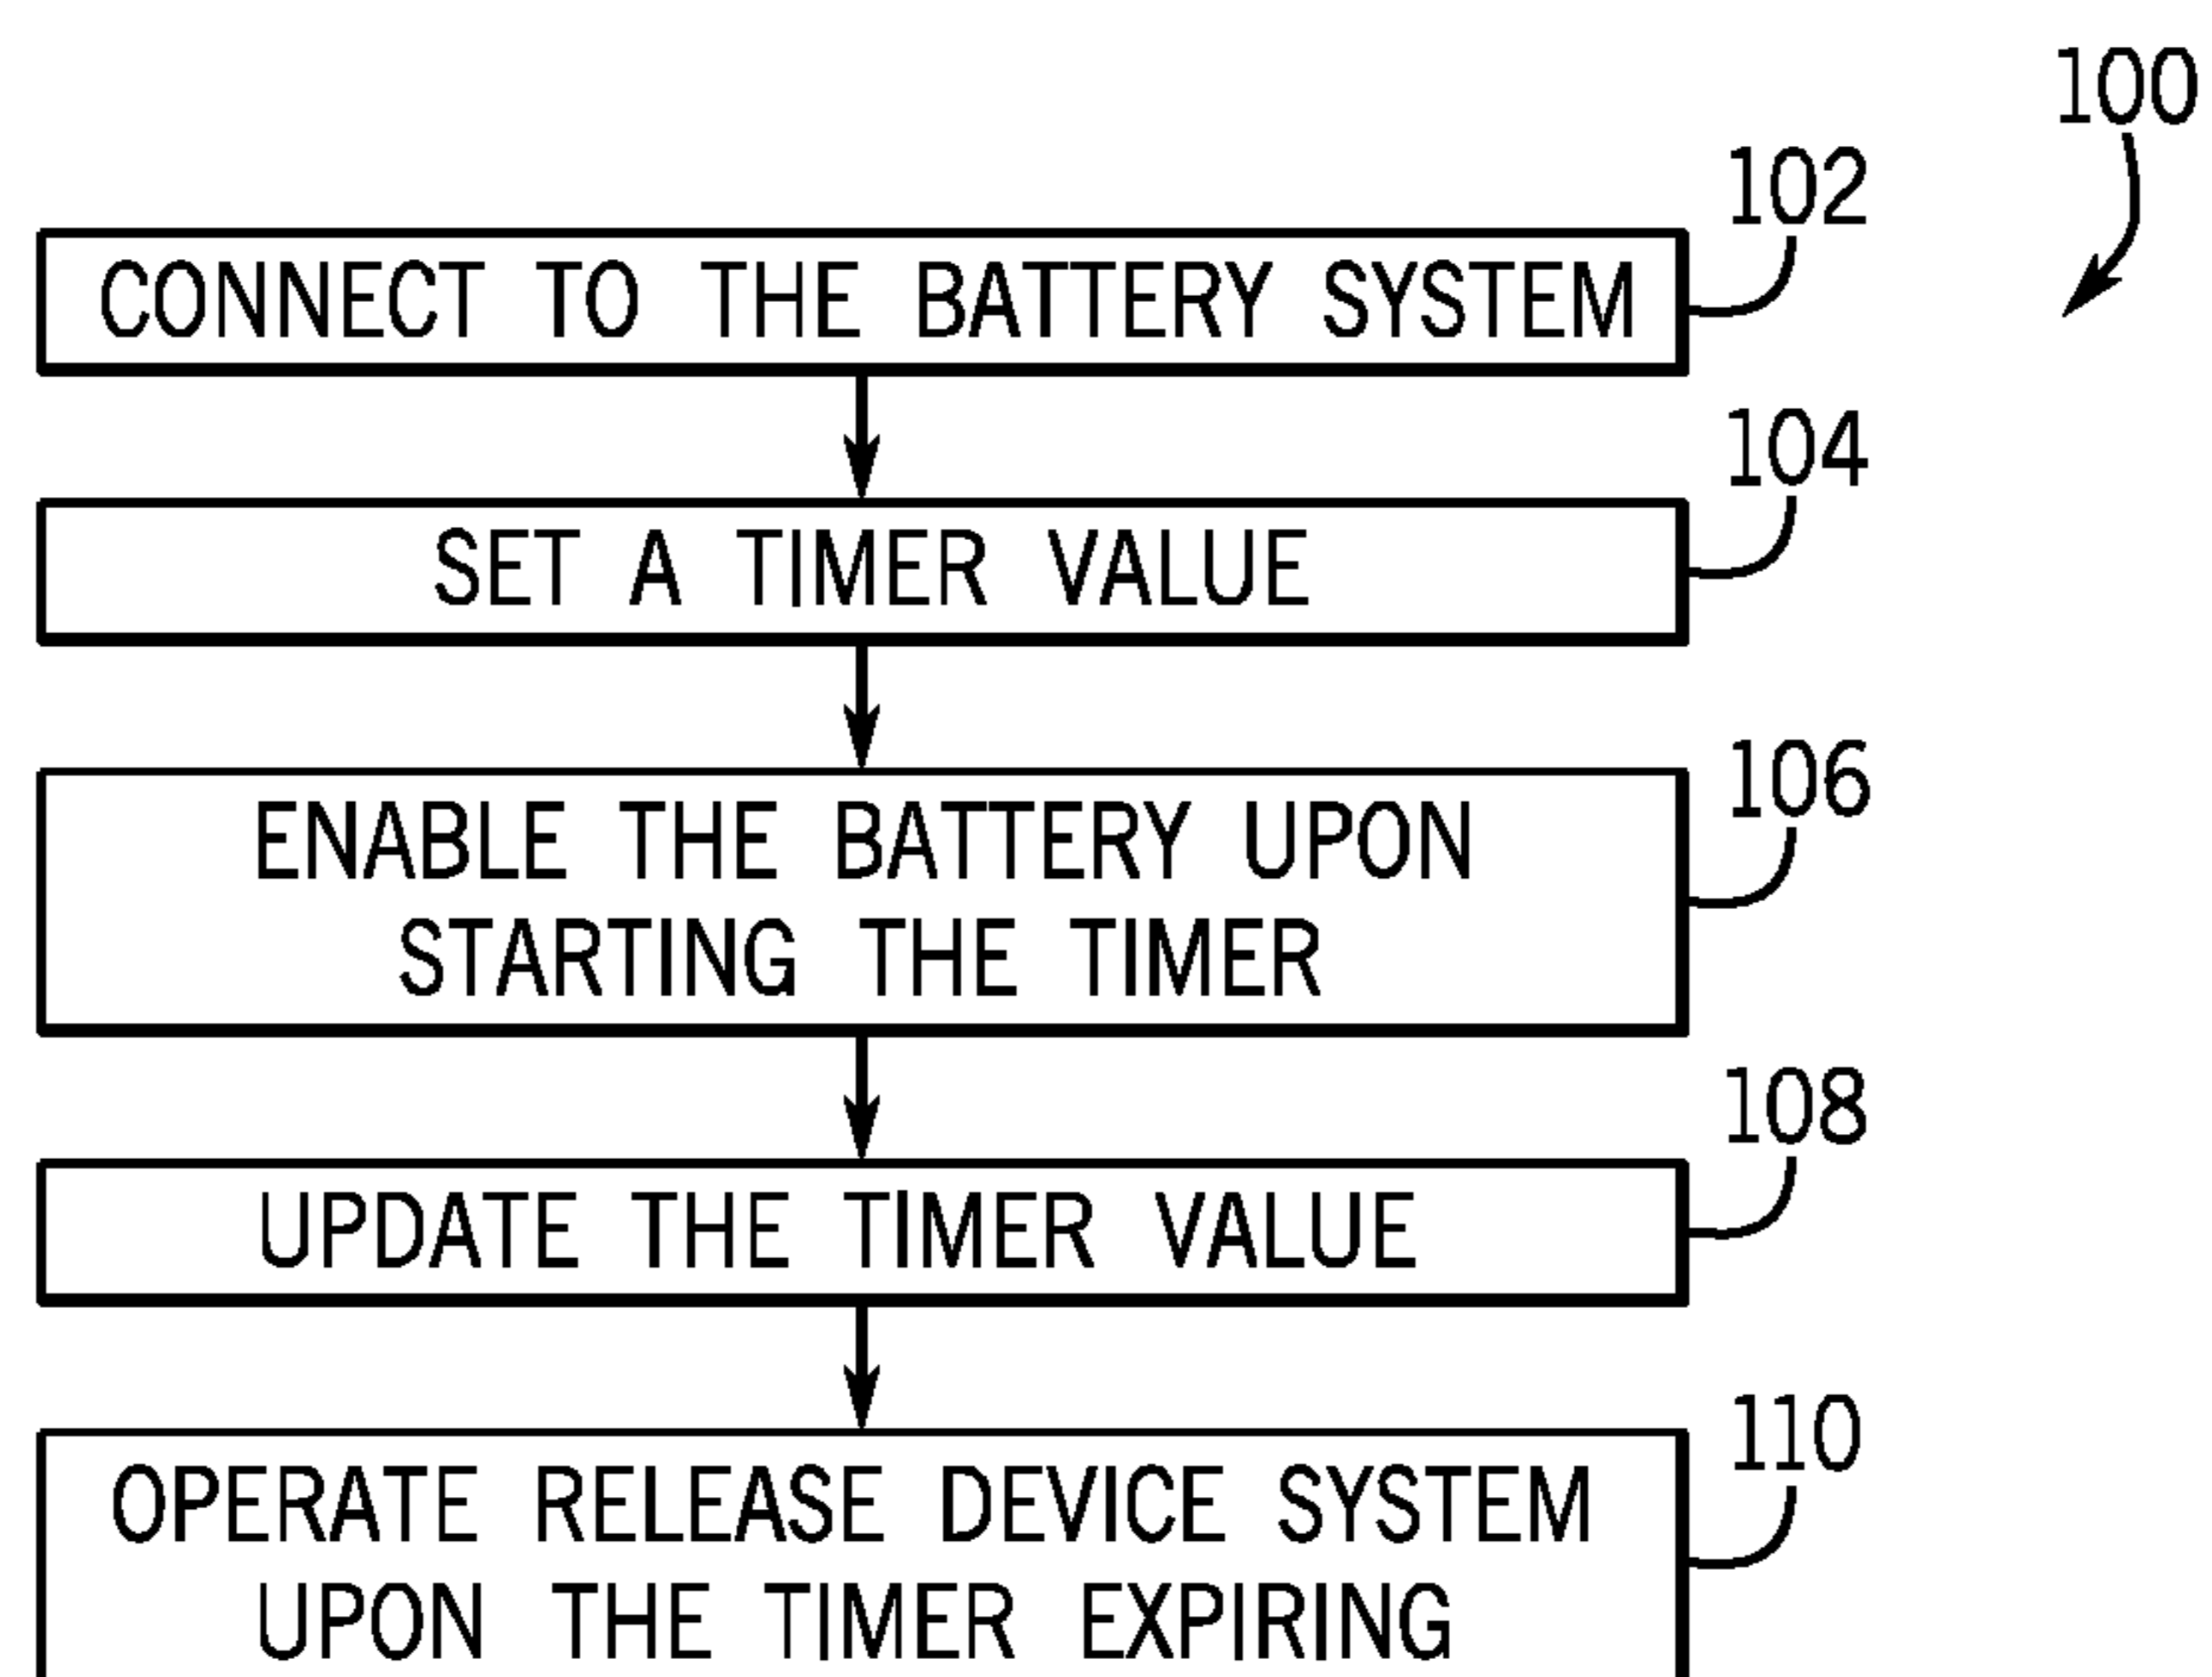 100
102
CONNECT TO THE BATTERY SYSTEM
104
SET A TIMER VALUE
106
ENABLE THE BATTERY UPON
STARTING THE TIMER
108
UPDATE THE TIMER VALUE
110
OPERATE RELEASE DEVICE SYSTEM
UPON THE TIMER EXPIRING